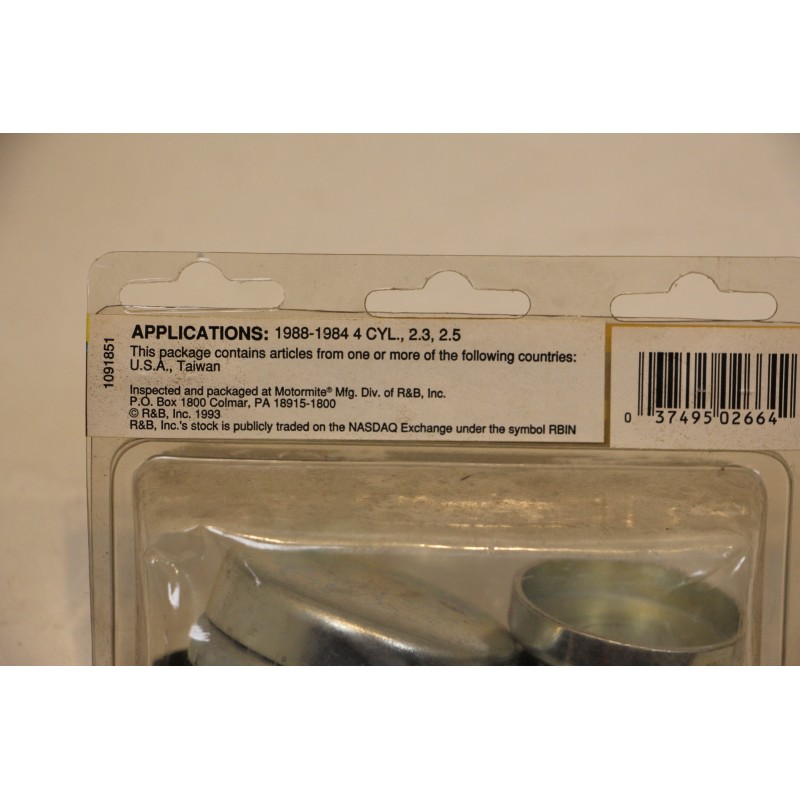 APPLICATIONS: 1988-1984 4 CYL., 2.3, 2.5
This package contains articles from one or more of the following countries:
U.S.A., Taiwan
Inspected and packaged at Motormite® Mfg. Div. of R&B, Inc.
P.O. Box 1800 Colmar, PA 18915-1800
© R&B, Inc. 1993
R&B, Inc.'s stock is publicly traded on the NASDAQ Exchange under the symbol RBIN
1091851
0 37495 02664